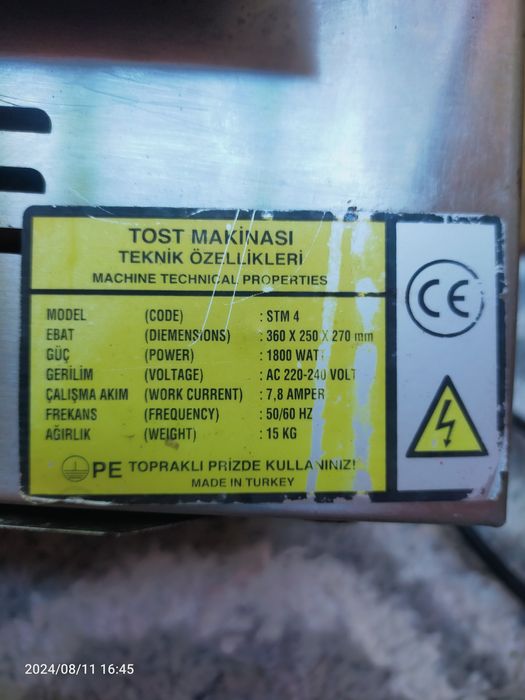 TOST MAKİNASI
TEKNİK ÖZELLİKLERİ
MACHINE TECHNICAL PROPERTIES
MODEL (CODE) : STM 4
EBAT (DIEMENSIONS) : 360 X 250 X 270 mm
GÜÇ (POWER) : 1800 WATT
GERİLİM (VOLTAGE) : AC 220-240 VOLT
ÇALIŞMA AKIM (WORK CURRENT) : 7,8 AMPER
FREKANS (FREQUENCY) : 50/60 HZ
AĞIRLIK (WEIGHT) : 15 KG
PE TOPRAKLI PRİZDE KULLANINIZ!
MADE IN TURKEY
CE
2024/08/11 16:45